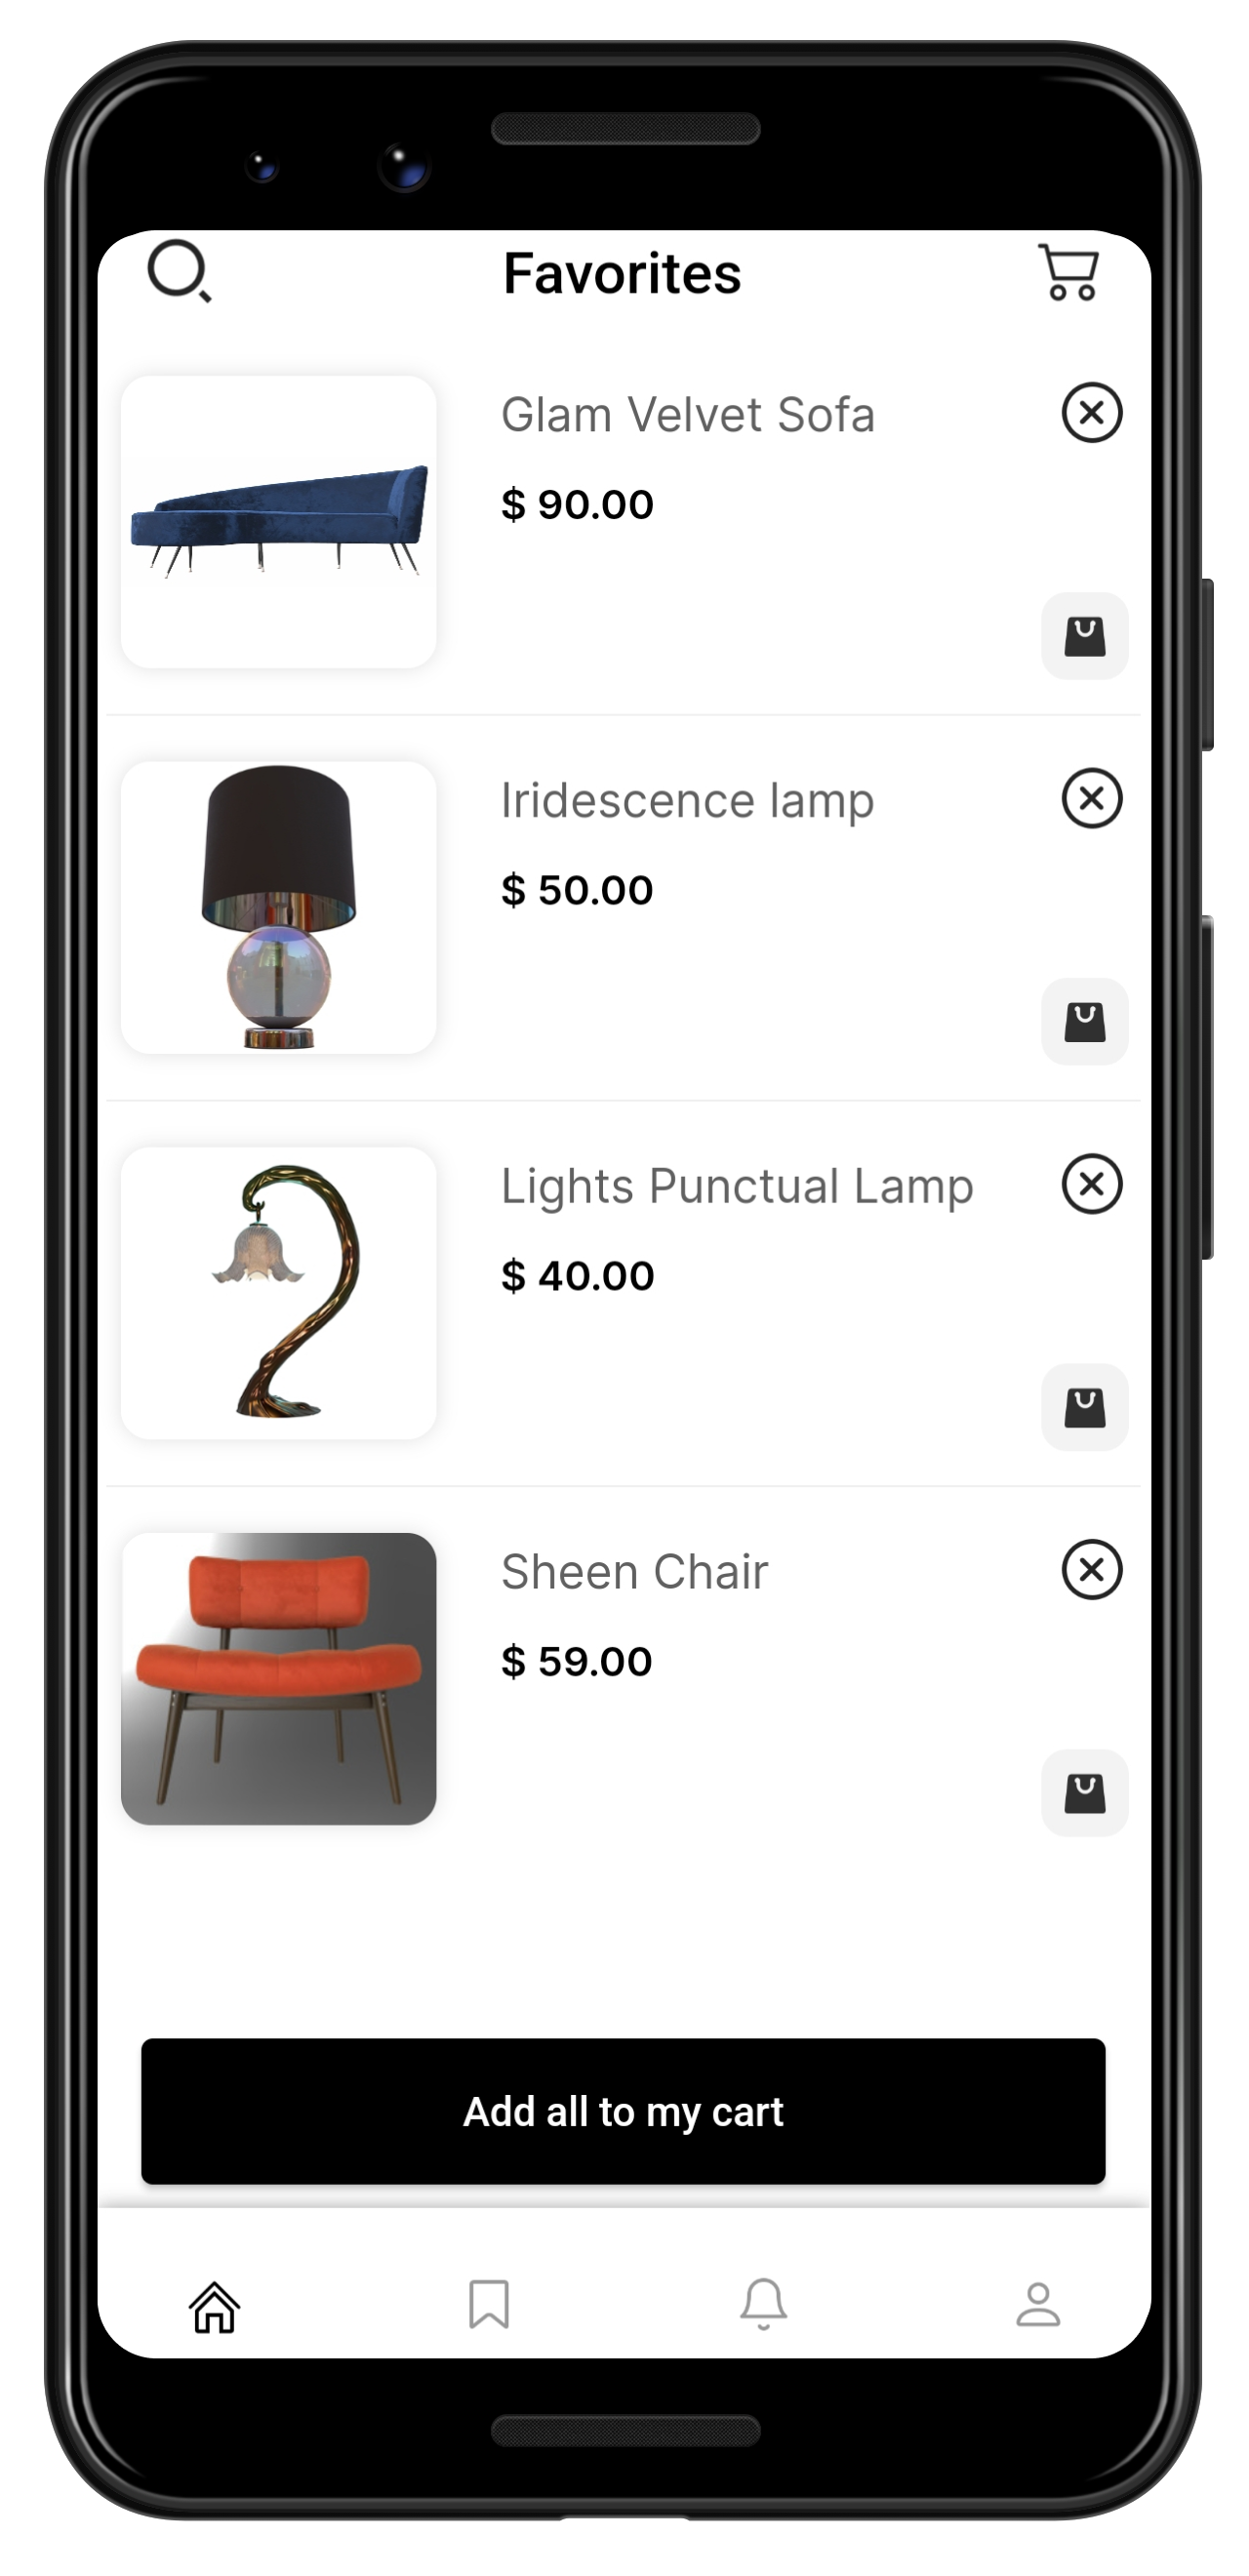 Favorites
Glam Velvet Sofa
$ 90.00
Iridescence lamp
$ 50.00
Lights Punctual Lamp
$ 40.00
Sheen Chair
$ 59.00
Add all to my cart